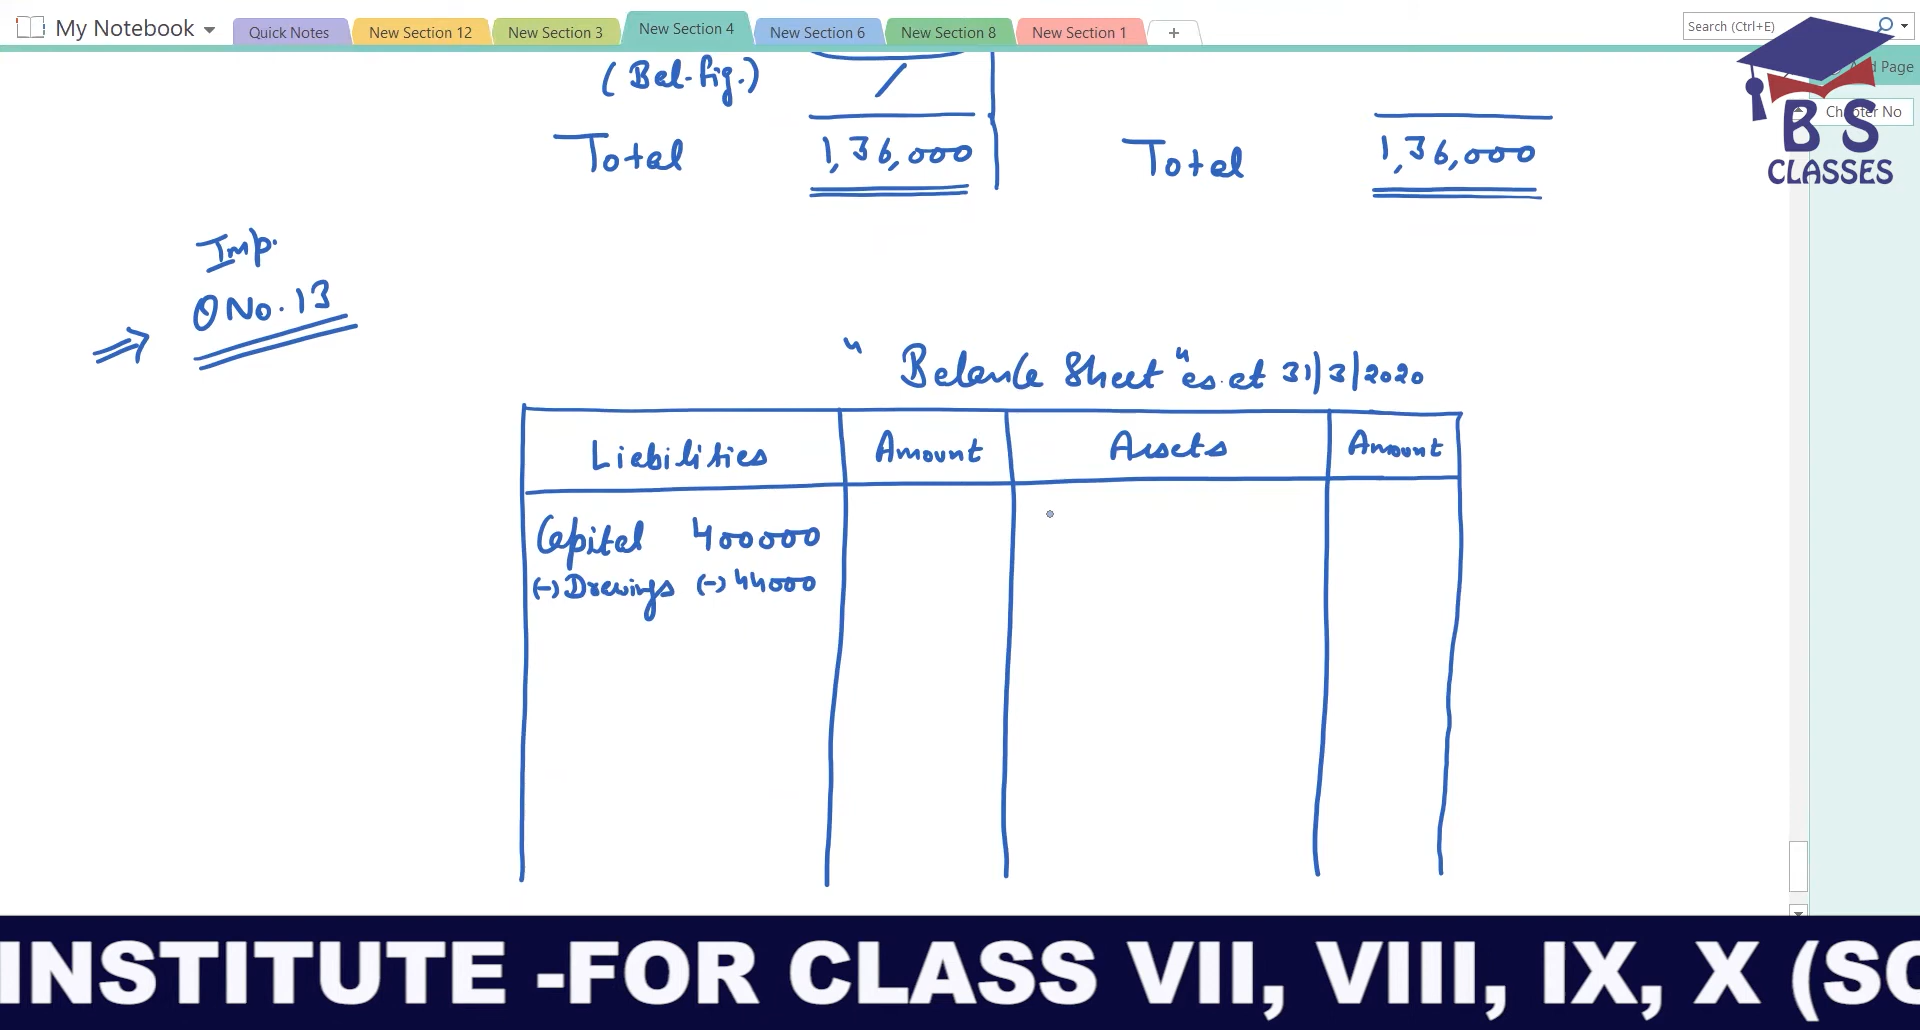 My Notebook
Quick Notes New Section 12 New Section 3 New Section 4 New Section 6 New Section 8 New Section 1 +
Search (Ctrl+E)
d Page
Ch ter No
B S
CLASSES
(Bal-fig.)
Total 1,36,000 Total 1,36,000
Imp.
Q No. 13
"Balance Sheet" as at 31/3/2020
Liabilities Amount Assets Amount
Capital 400000
(-) Drawings (-) 44000
INSTITUTE -FOR CLASS VII, VIII, IX, X (SC